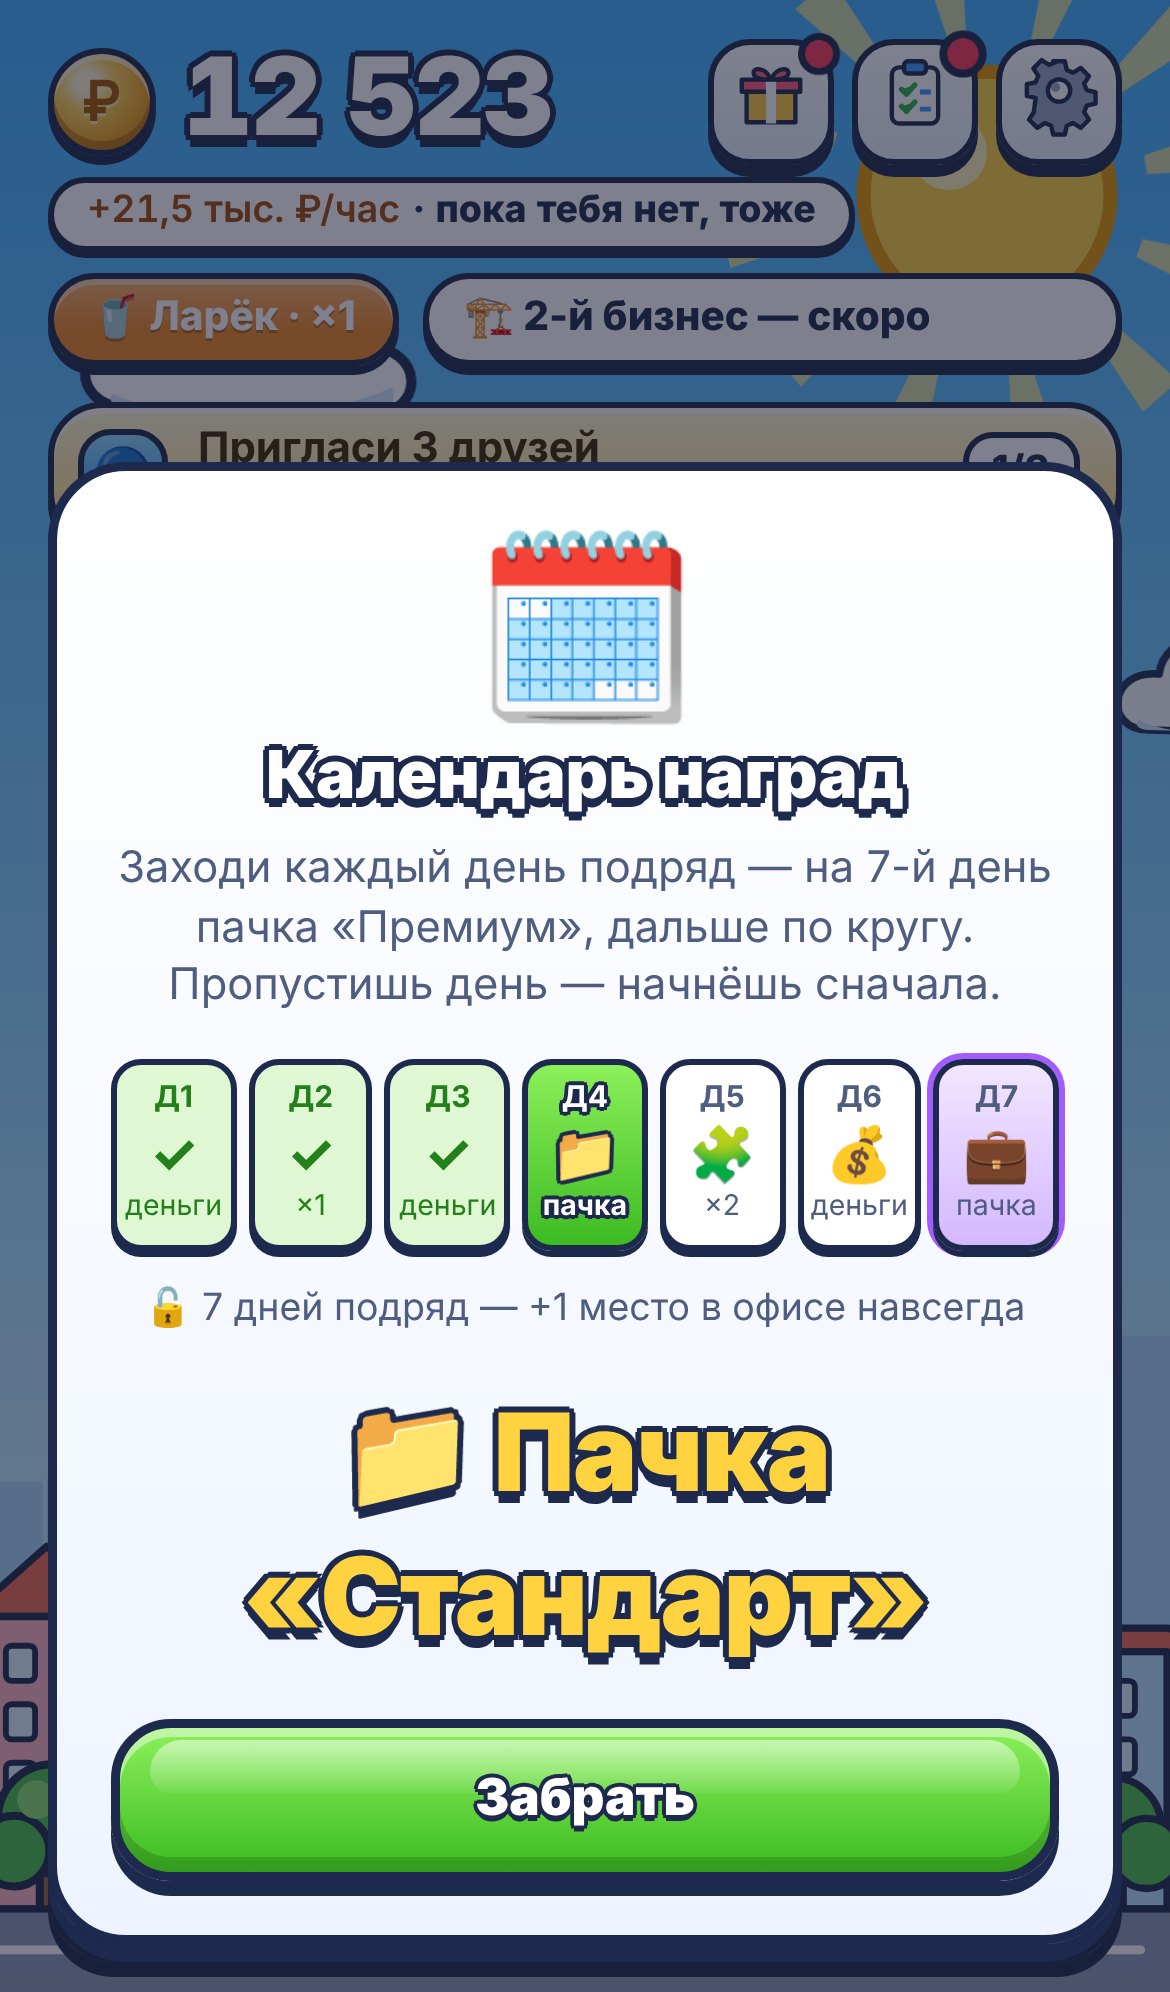 ₽ 12 523
+21,5 тыс. ₽/час · пока тебя нет, тоже
Ларёк · ×1
2-й бизнес — скоро
Пригласи 3 друзей
Календарь наград
Заходи каждый день подряд — на 7-й день
пачка «Премиум», дальше по кругу.
Пропустишь день — начнёшь сначала.
Д1 Д2 Д3 Д4 Д5 Д6 Д7
деньги ×1 деньги пачка ×2 деньги пачка
7 дней подряд — +1 место в офисе навсегда
Пачка
«Стандарт»
Забрать